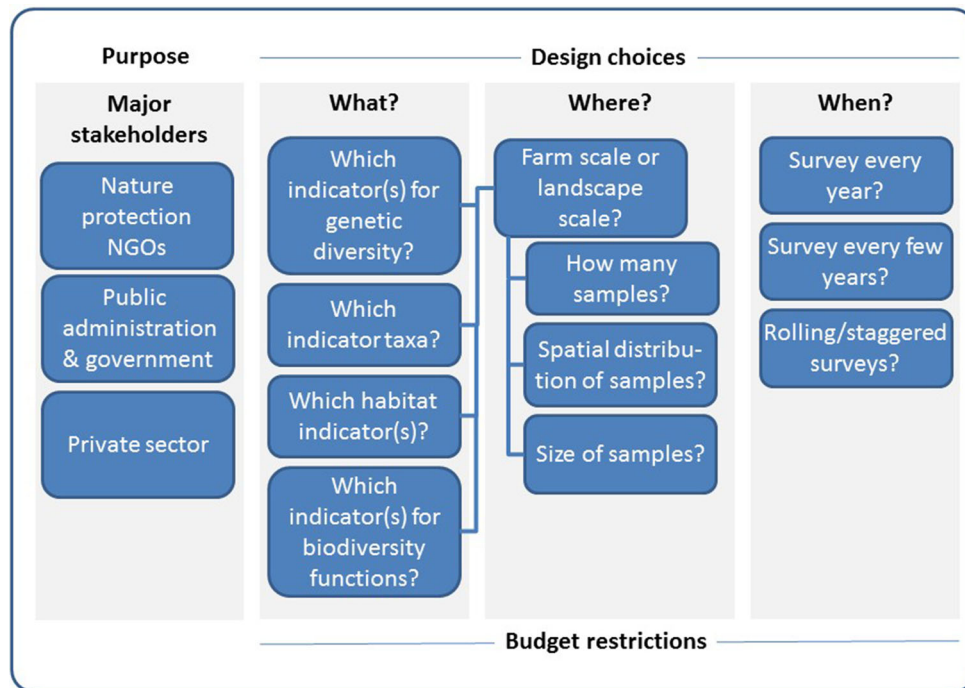 Purpose
Design choices
Major
stakeholders
Nature
protection
NGOs
Public
administration
& government
Private sector
What?
Which
indicator(s) for
genetic
diversity?
Which
indicator taxa?
Which habitat
indicator(s)?
Which
indicator(s) for
biodiversity
functions?
Where?
Farm scale or
landscape
scale?
How many
samples?
Spatial distribu-
tion of samples?
Size of samples?
When?
Survey every
year?
Survey every few
years?
Rolling/staggered
surveys?
Budget restrictions